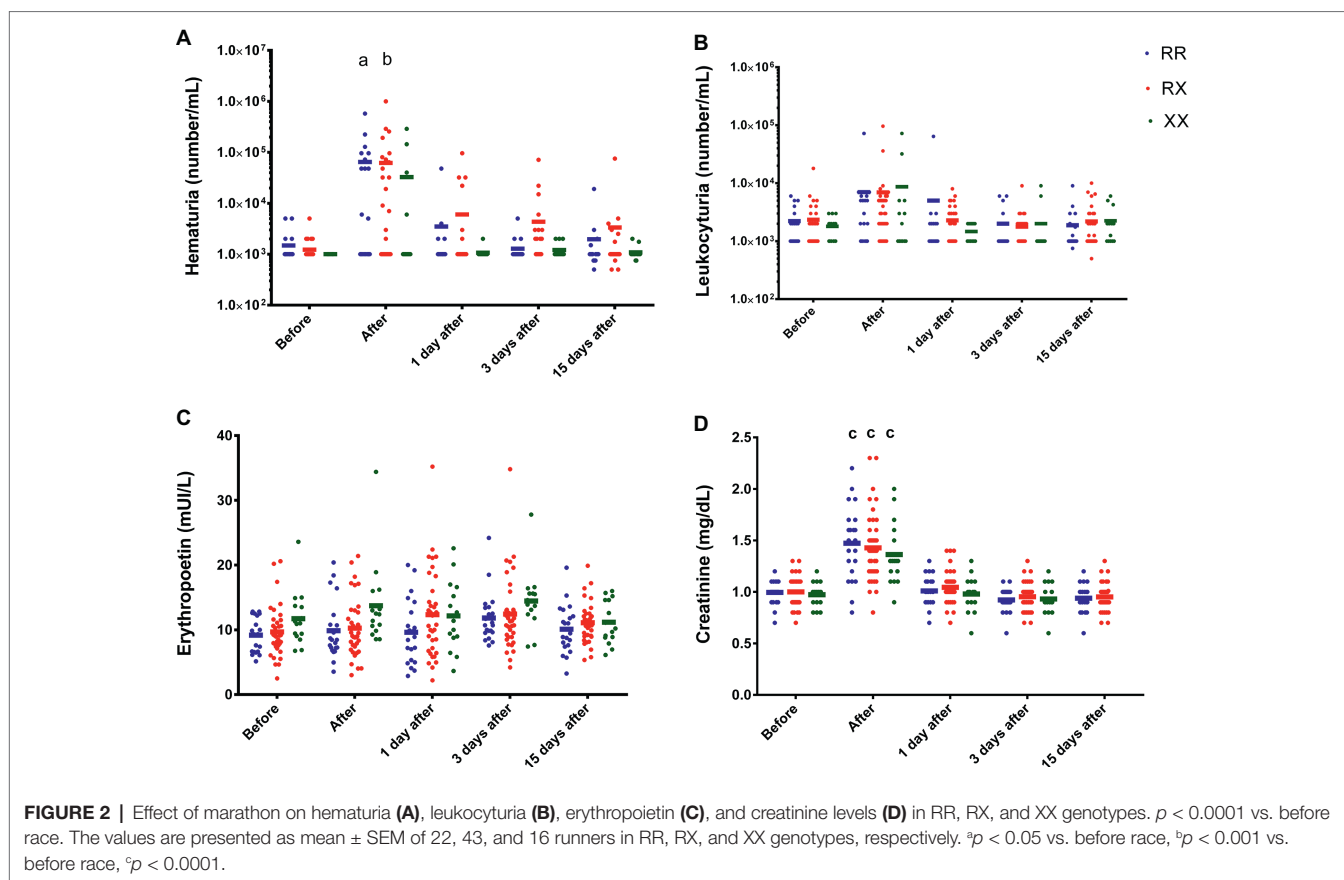 A
Hematuria (number/mL)
1.0×10⁷
1.0×10⁶
1.0×10⁵
1.0×10⁴
1.0×10³
1.0×10²
a b
Before
After
1 day after
3 days after
15 days after
B
Leukocyturia (number/mL)
1.0×10⁶
1.0×10⁵
1.0×10⁴
1.0×10³
1.0×10²
Before
After
1 day after
3 days after
15 days after
RR
RX
XX
C
Erythropoetin (mUI/L)
40
30
20
10
0
Before
After
1 day after
3 days after
15 days after
D
Creatinine (mg/dL)
2.5
2.0
1.5
1.0
0.5
0.0
c c c
Before
After
1 day after
3 days after
15 days after
FIGURE 2 | Effect of marathon on hematuria (A), leukocyturia (B), erythropoietin (C), and creatinine levels (D) in RR, RX, and XX genotypes. p < 0.0001 vs. before
race. The values are presented as mean ± SEM of 22, 43, and 16 runners in RR, RX, and XX genotypes, respectively. ᵃp < 0.05 vs. before race, ᵇp < 0.001 vs.
before race, ᶜp < 0.0001.